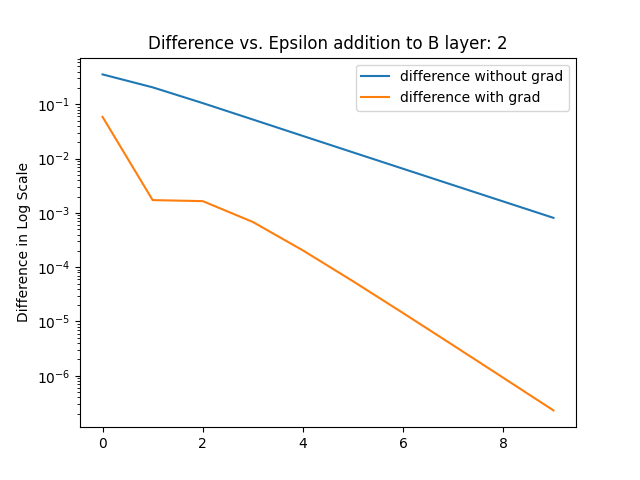 Difference vs. Epsilon addition to B layer: 2
difference without grad
difference with grad
Difference in Log Scale
10⁻¹
10⁻²
10⁻³
10⁻⁴
10⁻⁵
10⁻⁶
0 2 4 6 8